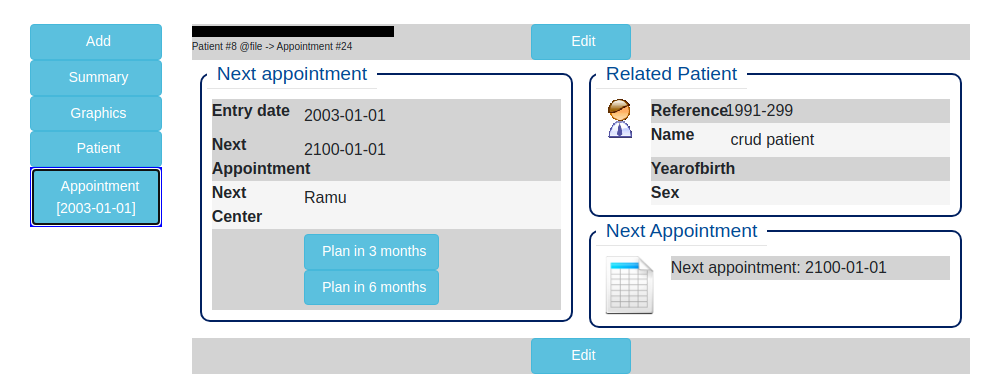 Add
Summary
Graphics
Patient
Appointment
[2003-01-01]
Patient #8 @file -> Appointment #24
Edit
Next appointment
Entry date 2003-01-01
Next Appointment 2100-01-01
Next Center Ramu
Plan in 3 months
Plan in 6 months
Related Patient
Reference 1991-299
Name crud patient
Yearofbirth
Sex
Next Appointment
Next appointment: 2100-01-01
Edit